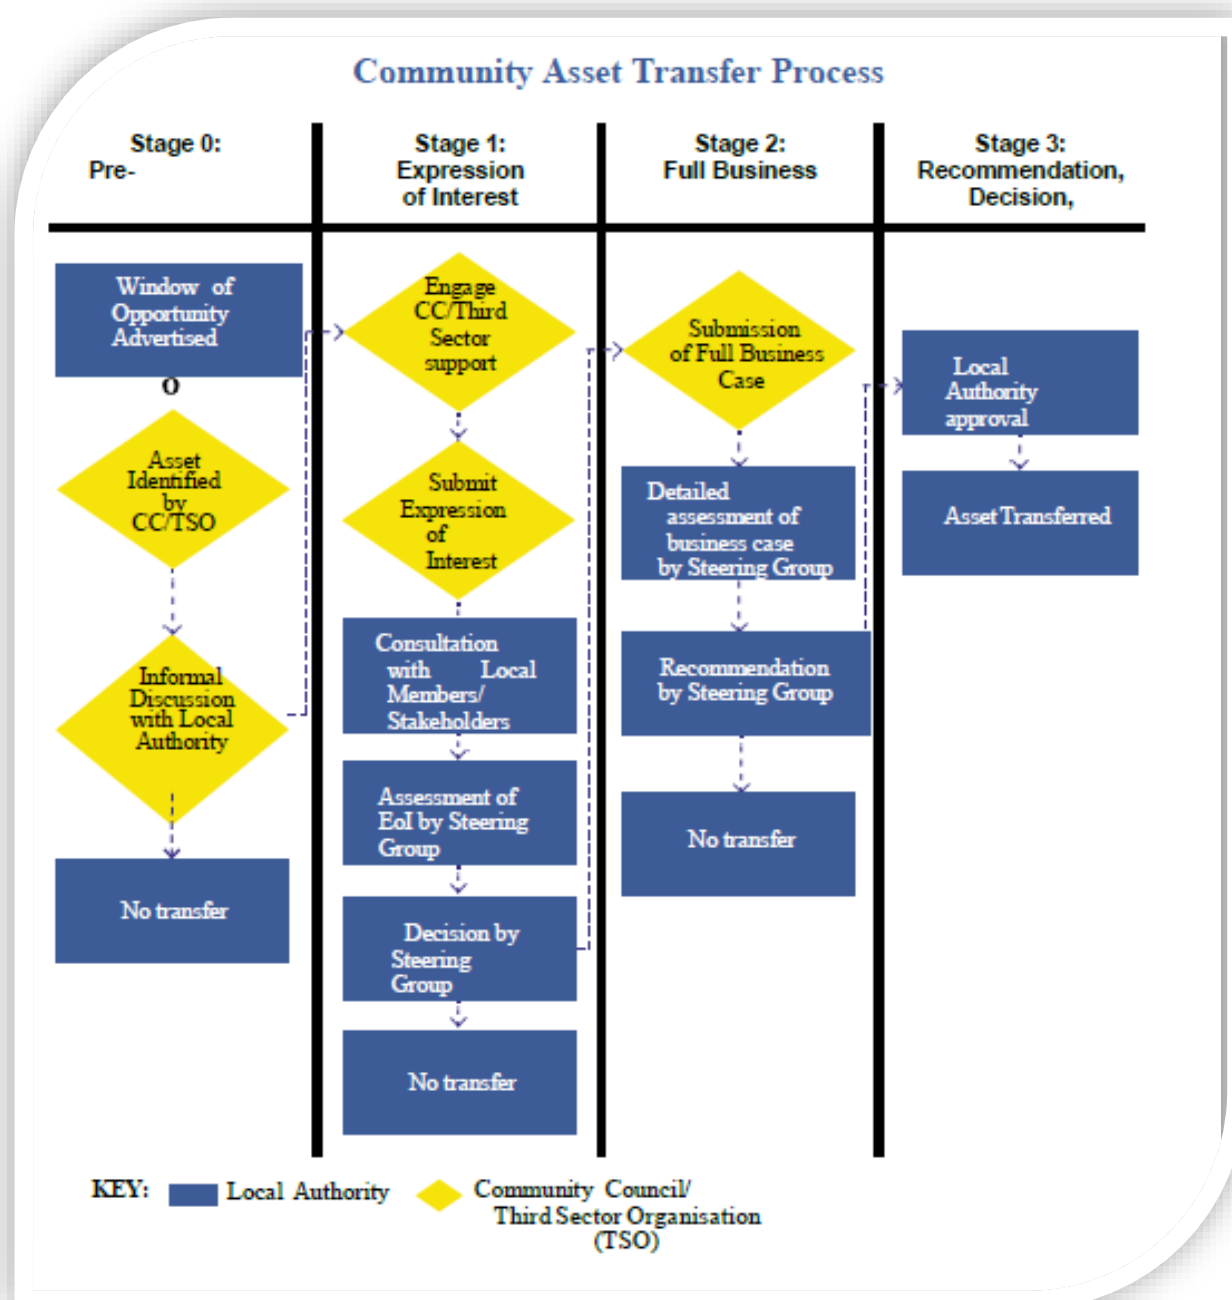 Community Asset Transfer Process
Stage 0:
Pre-
Stage 1:
Expression
of Interest
Stage 2:
Full Business
Stage 3:
Recommendation,
Decision,
Window of
Opportunity
Advertised
O
Asset
Identified
by
CC/TSO
Informal
Discussion
with Local
Authority
No transfer
Engage
CC/Third
Sector
support
Submit
Expression
of
Interest
Consultation
with Local
Members/
Stakeholders
Assessment of
EoI by Steering
Group
Decision by
Steering
Group
No transfer
Submission
of Full Business
Case
Detailed
assessment of
business case
by Steering Group
Recommendation
by Steering Group
No transfer
Local
Authority
approval
Asset Transferred
KEY:
Local Authority
Community Council/
Third Sector Organisation
(TSO)